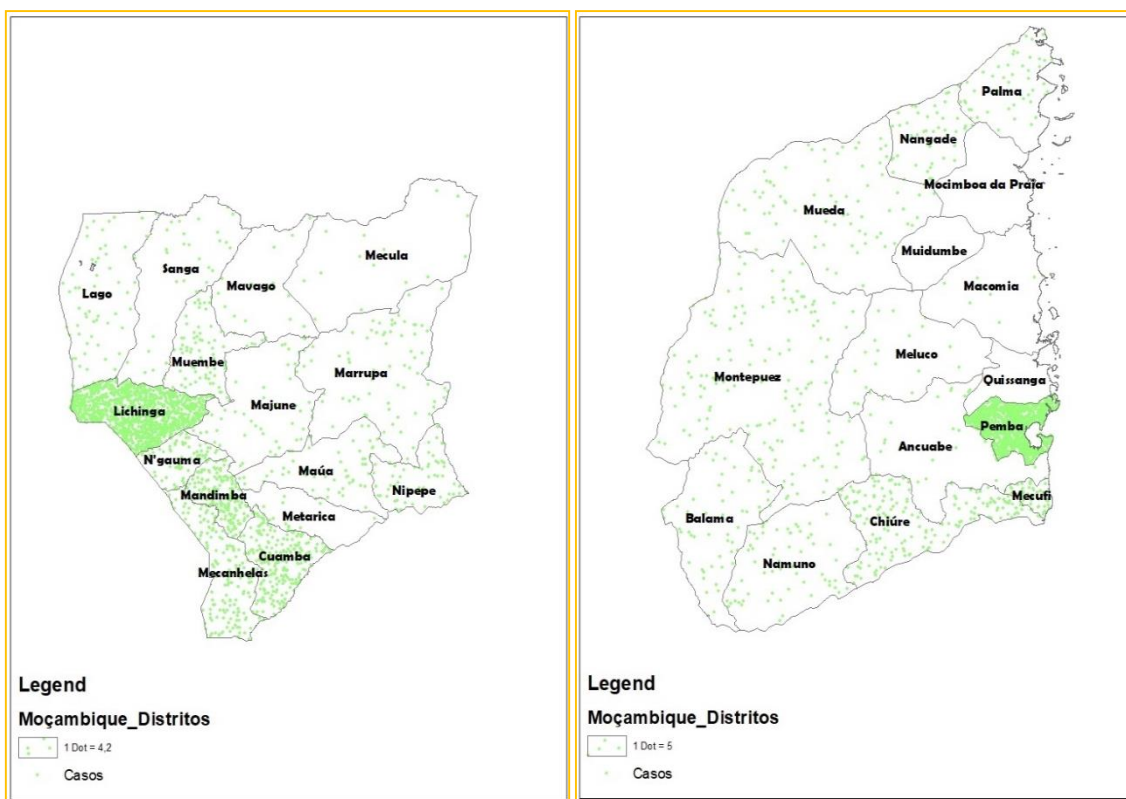 Mecula
Sanga
Mavago
Lago
Muembe
Marrupa
Lichinga
Majune
N'gauma
Maúa
Mandimba
Nipepe
Metarica
Cuamba
Mecanhelas
Legend
Moçambique_Distritos
1 Dot = 4,2
Casos
Palma
Nangade
Mocimboa da Praia
Mueda
Muidumbe
Macomia
Meluco
Montepuez
Quissanga
Pemba
Ancuabe
Mecufi
Balama
Chiúre
Namuno
Legend
Moçambique_Distritos
1 Dot = 5
Casos